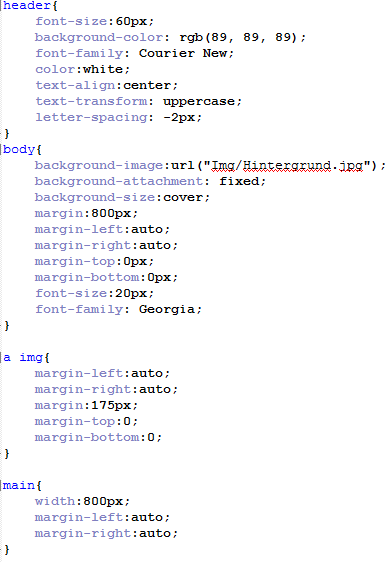 header{
    font-size:60px;
    background-color: rgb(89, 89, 89);
    font-family: Courier New;
    color:white;
    text-align:center;
    text-transform: uppercase;
    letter-spacing: -2px;
}
body{
    background-image:url("Img/Hintergrund.jpg");
    background-attachment: fixed;
    background-size:cover;
    margin:800px;
    margin-left:auto;
    margin-right:auto;
    margin-top:0px;
    margin-bottom:0px;
    font-size:20px;
    font-family: Georgia;
}

a img{
    margin-left:auto;
    margin-right:auto;
    margin:175px;
    margin-top:0;
    margin-bottom:0;
}

main{
    width:800px;
    margin-left:auto;
    margin-right:auto;
}